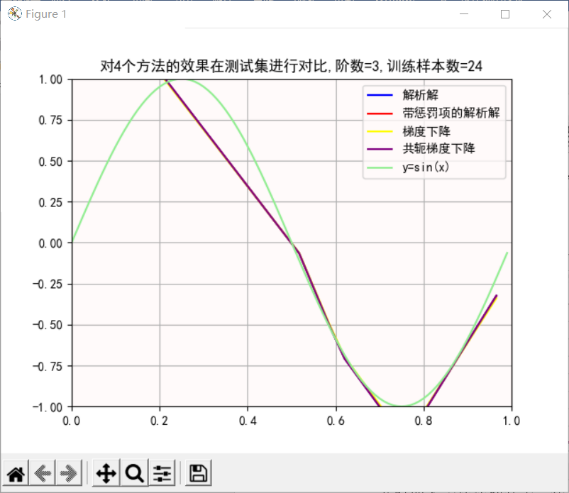 Figure 1
对4个方法的效果在测试集进行对比,阶数=3,训练样本数=24
1.00
0.75
0.50
0.25
0.00
−0.25
−0.50
−0.75
−1.00
0.0 0.2 0.4 0.6 0.8 1.0
解析解
带惩罚项的解析解
梯度下降
共轭梯度下降
y=sin(x)